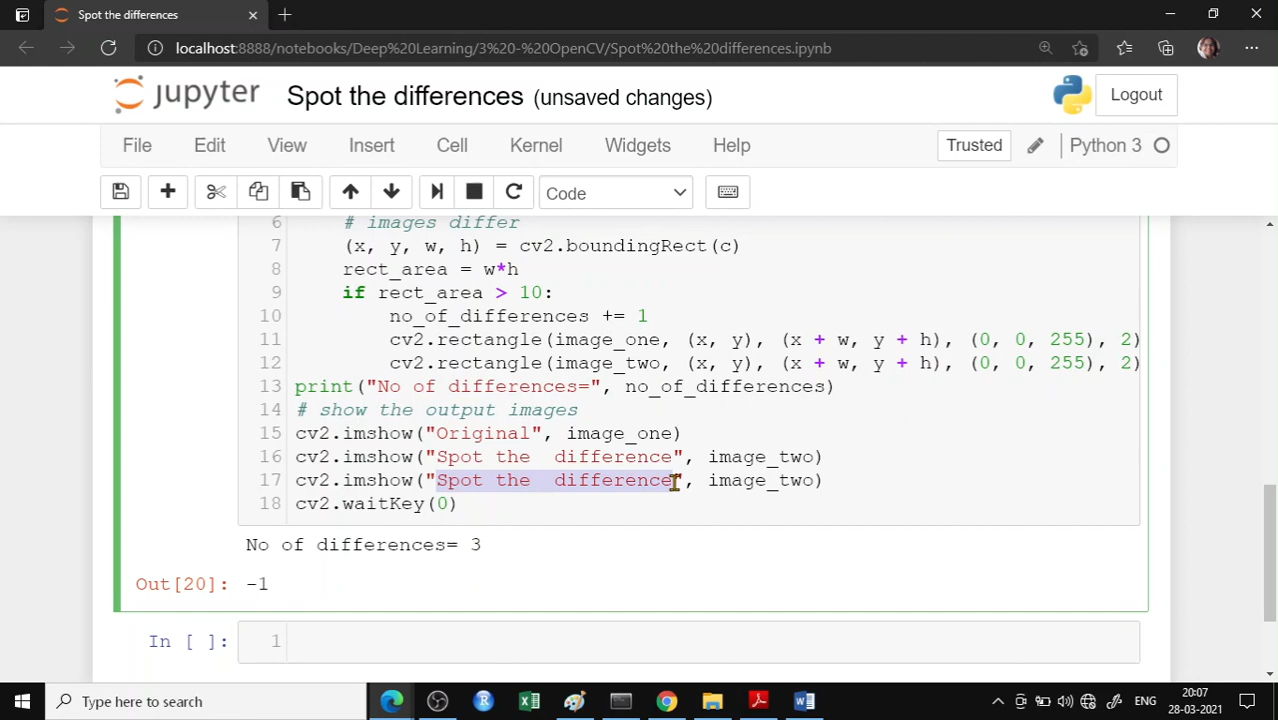 Spot the differences
localhost:8888/notebooks/Deep%20Learning/3%20-%20OpenCV/Spot%20the%20differences.ipynb
jupyter Spot the differences (unsaved changes) Logout
File Edit View Insert Cell Kernel Widgets Help Trusted Python 3
Code
6 # images differ
7 (x, y, w, h) = cv2.boundingRect(c)
8 rect_area = w*h
9 if rect_area > 10:
10 no_of_differences += 1
11 cv2.rectangle(image_one, (x, y), (x + w, y + h), (0, 0, 255), 2)
12 cv2.rectangle(image_two, (x, y), (x + w, y + h), (0, 0, 255), 2)
13 print("No of differences=", no_of_differences)
14 # show the output images
15 cv2.imshow("Original", image_one)
16 cv2.imshow("Spot the  difference", image_two)
17 cv2.imshow("Spot the  difference", image_two)
18 cv2.waitKey(0)
No of differences= 3
Out[20]: -1
In [ ]: 1
Type here to search
ENG
20:07
28-03-2021